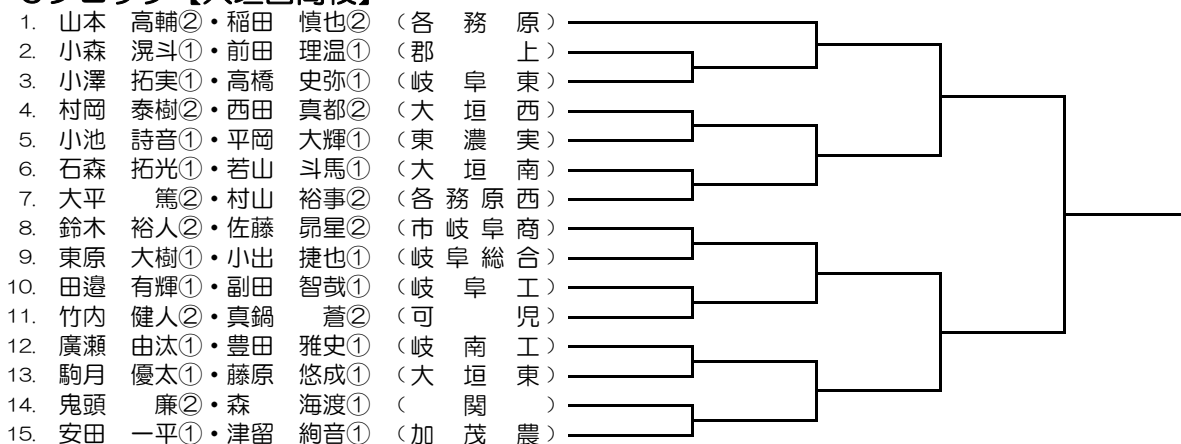 1. 山本 高輔②・稲田 慎也② (各務原)
2. 小森 滉斗①・前田 理温① (郡上)
3. 小澤 拓実①・高橋 史弥① (岐阜東)
4. 村岡 泰樹②・西田 真都② (大垣西)
5. 小池 詩音①・平岡 大輝① (東濃実)
6. 石森 拓光①・若山 斗馬① (大垣南)
7. 大平 篤②・村山 裕事② (各務原西)
8. 鈴木 裕人②・佐藤 昴星② (市岐阜商)
9. 東原 大樹①・小出 捷也① (岐阜総合)
10. 田邉 有輝①・副田 智哉① (岐阜工)
11. 竹内 健人②・真鍋 蒼② (可児)
12. 廣瀬 由汰①・豊田 雅史① (岐南工)
13. 駒月 優太①・藤原 悠成① (大垣東)
14. 鬼頭 廉②・森 海渡① (関)
15. 安田 一平①・津留 絢音① (加茂農)